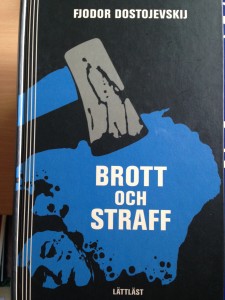 FJODOR DOSTOJEVSKIJ
BROTT
OCH
STRAFF
LÄTTLÄST